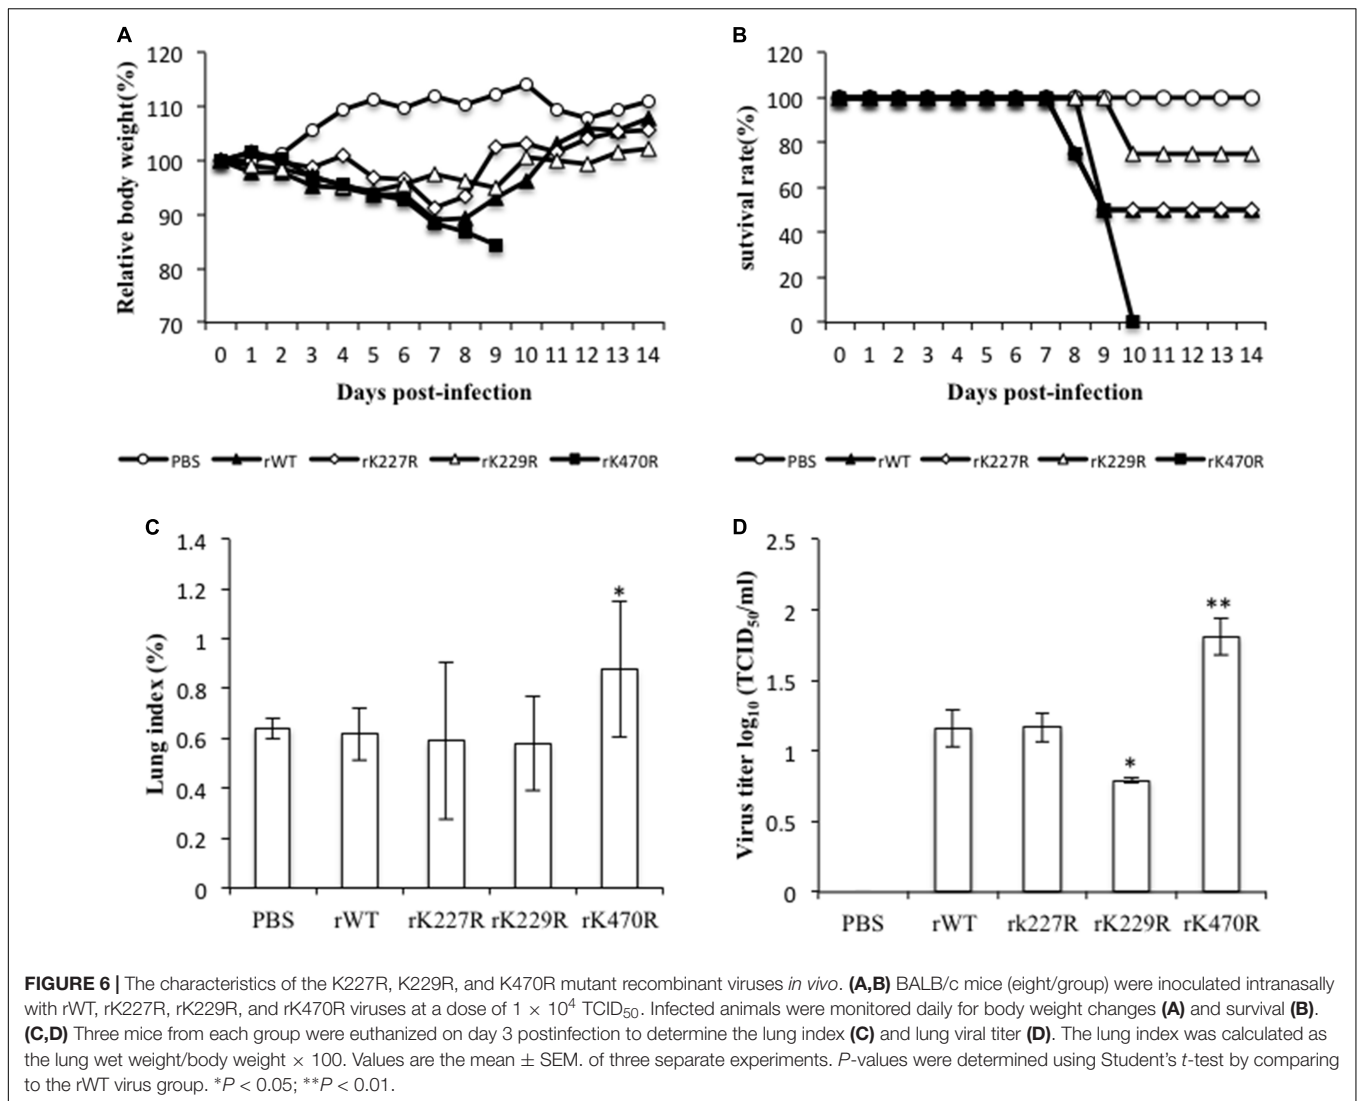 A
120
110
100
90
80
70
Relative body weight(%)
0 1 2 3 4 5 6 7 8 9 10 11 12 13 14
Days post-infection
PBS rWT rK227R rK229R rK470R
B
120
100
80
60
40
20
0
sutvival rate(%)
0 1 2 3 4 5 6 7 8 9 10 11 12 13 14
Days post-infection
PBS rWT rK227R rK229R rK470R
C
1.4
1.2
1
0.8
0.6
0.4
0.2
0
Lung index (%)
*
PBS rWT rK227R rK229R rK470R
D
2.5
2
1.5
1
0.5
0
Virus titer log₁₀ (TCID₅₀/ml)
*
**
PBS rWT rk227R rK229R rK470R
FIGURE 6 | The characteristics of the K227R, K229R, and K470R mutant recombinant viruses in vivo. (A,B) BALB/c mice (eight/group) were inoculated intranasally
with rWT, rK227R, rK229R, and rK470R viruses at a dose of 1 × 10⁴ TCID₅₀. Infected animals were monitored daily for body weight changes (A) and survival (B).
(C,D) Three mice from each group were euthanized on day 3 postinfection to determine the lung index (C) and lung viral titer (D). The lung index was calculated as
the lung wet weight/body weight × 100. Values are the mean ± SEM. of three separate experiments. P-values were determined using Student's t-test by comparing
to the rWT virus group. *P < 0.05; **P < 0.01.